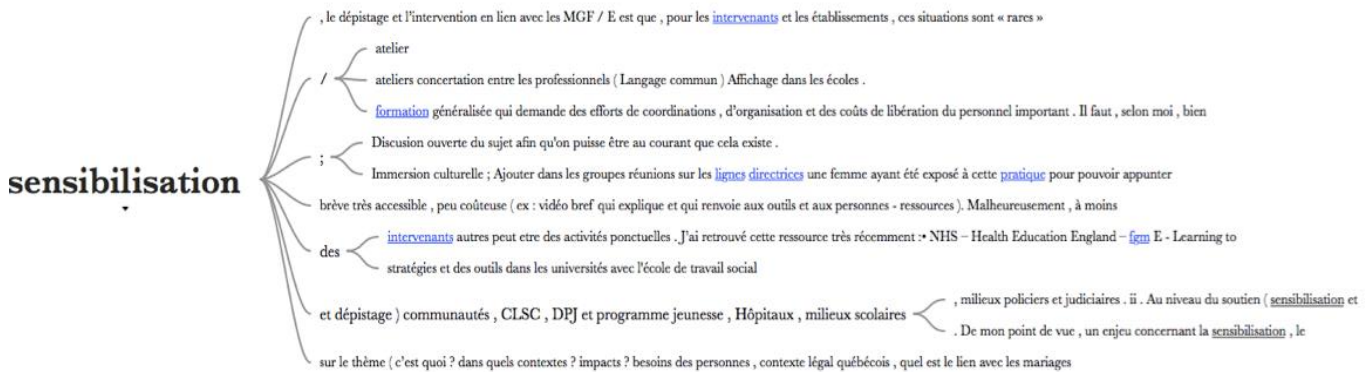 , le dépistage et l'intervention en lien avec les MGF / E est que , pour les intervenants et les établissements , ces situations sont « rares »
/
atelier
ateliers concertation entre les professionnels ( Langage commun ) Affichage dans les écoles .
formation généralisée qui demande des efforts de coordinations , d'organisation et des coûts de libération du personnel important . Il faut , selon moi , bien
;
Discusion ouverte du sujet afin qu'on puisse être au courant que cela existe .
Immersion culturelle ; Ajouter dans les groupes réunions sur les lignes directrices une femme ayant été exposé à cette pratique pour pouvoir appunter
sensibilisation
brève très accessible , peu coûteuse ( ex : vidéo bref qui explique et qui renvoie aux outils et aux personnes - ressources ). Malheureusement , à moins
des
intervenants autres peut etre des activités ponctuelles . J'ai retrouvé cette ressource très récemment :• NHS – Health Education England – fgm E - Learning to
stratégies et des outils dans les universités avec l'école de travail social
et dépistage ) communautés , CLSC , DPJ et programme jeunesse , Hôpitaux , milieux scolaires
, milieux policiers et judiciaires . ii . Au niveau du soutien ( sensibilisation et
. De mon point de vue , un enjeu concernant la sensibilisation , le
sur le thème ( c'est quoi ? dans quels contextes ? impacts ? besoins des personnes , contexte légal québécois , quel est le lien avec les mariages